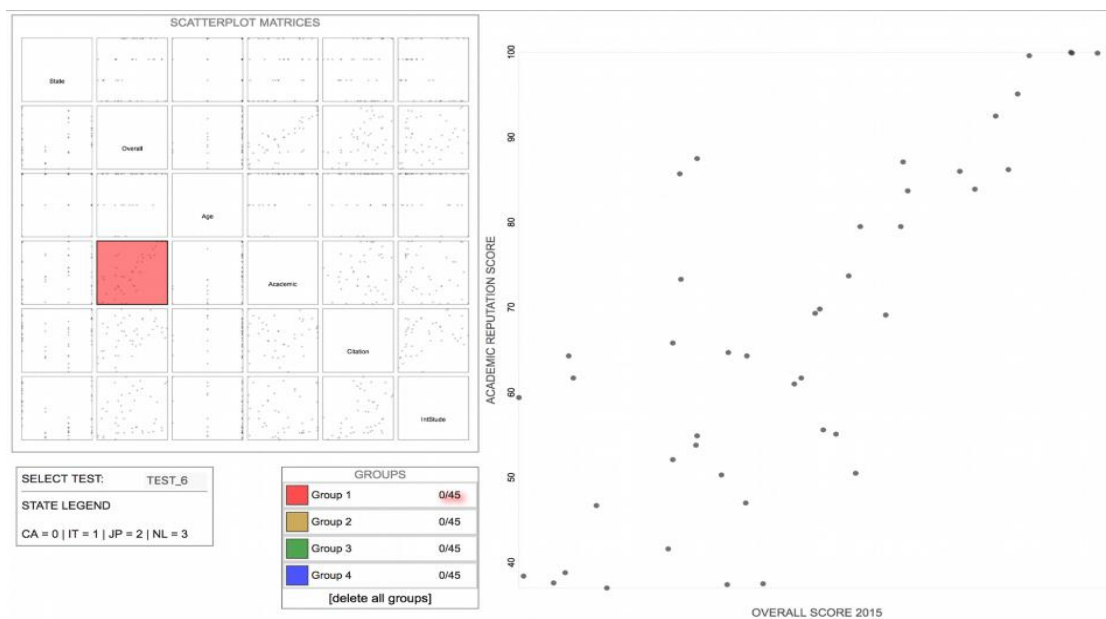 SCATTERPLOT MATRICES
State
Overall
Age
Academic
Citation
IntStude
SELECT TEST: TEST_6
STATE LEGEND
CA = 0 | IT = 1 | JP = 2 | NL = 3
GROUPS
Group 1 0/45
Group 2 0/45
Group 3 0/45
Group 4 0/45
[delete all groups]
ACADEMIC REPUTATION SCORE
100
90
80
70
60
50
40
OVERALL SCORE 2015